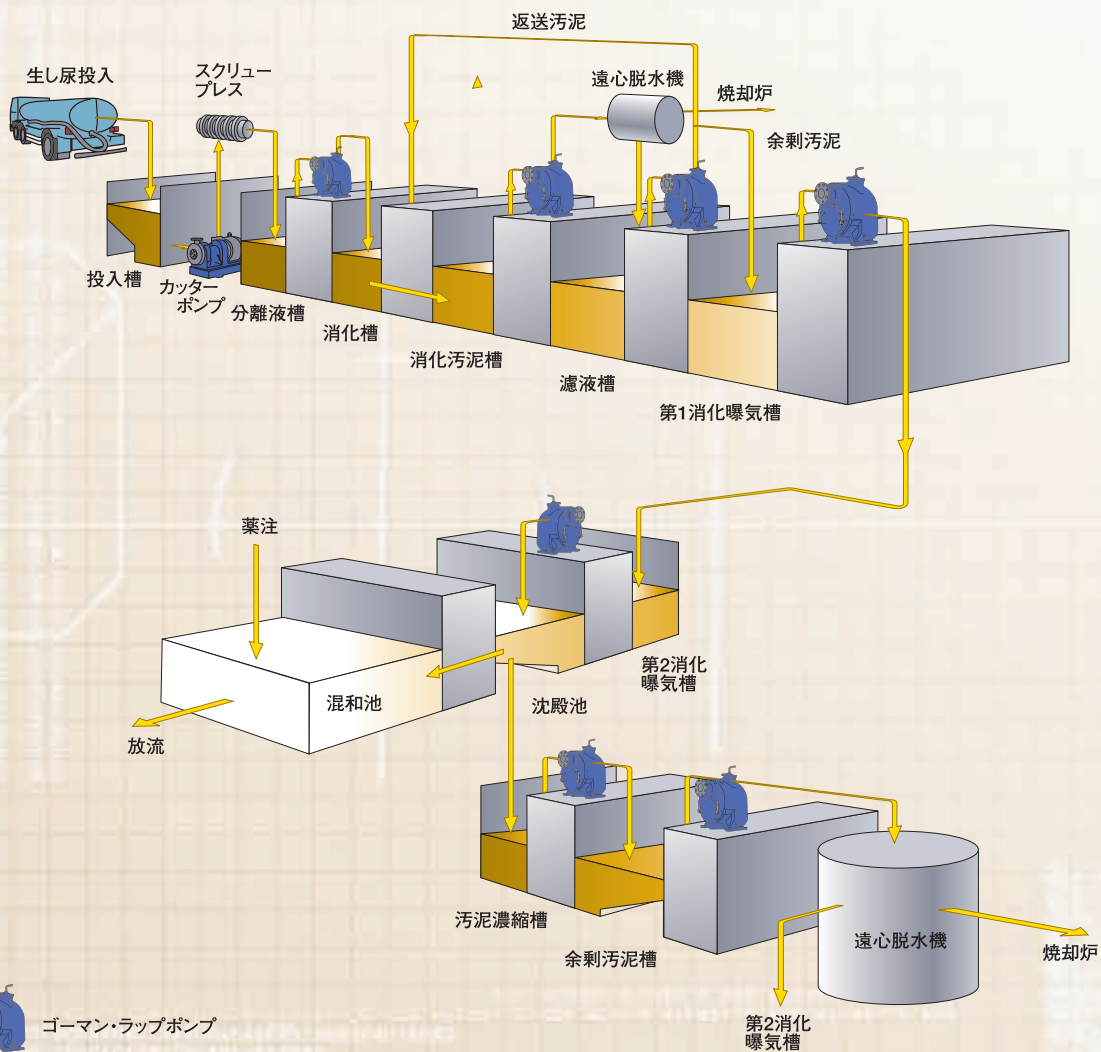 返送汚泥
生し尿投入
スクリュー
プレス
遠心脱水機
焼却炉
余剰汚泥
投入槽
カッター
ポンプ
分離液槽
消化槽
消化汚泥槽
濾液槽
第1消化曝気槽
薬注
第2消化
曝気槽
沈殿池
混和池
放流
汚泥濃縮槽
余剰汚泥槽
遠心脱水機
焼却炉
第2消化
曝気槽
ゴーマン・ラップポンプ